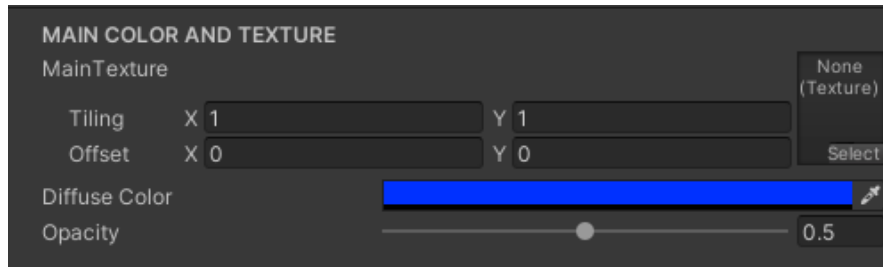 MAIN COLOR AND TEXTURE
MainTexture
None
(Texture)
Tiling X 1 Y 1
Offset X 0 Y 0
Select
Diffuse Color
Opacity 0.5